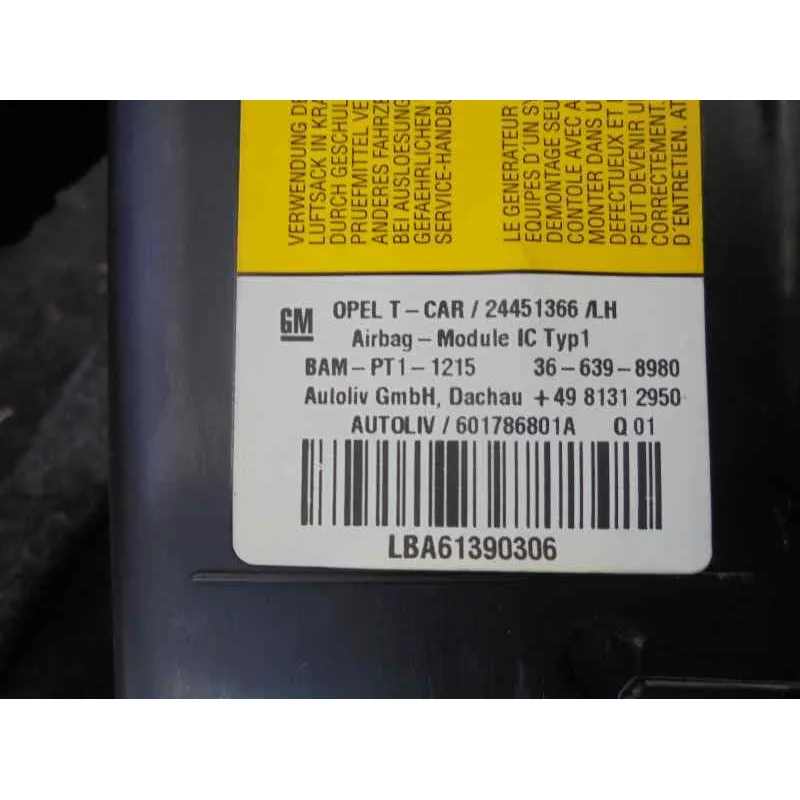 VERWENDUNG DE
LUFTSACK IN KRA
DURCH GESCHUL
PRUEFMITTEL VE
ANDERES FAHRZE
BEI AUSLOESUNG
GEFAEHRLICHEN
SERVICE-HANDBU
LE GENERATEUR
EQUIPES D'UN SY
DEMONTAGE SEU
CONTOLE AVEC A
MONTER DANS U
DEFECTUEUX ET
PEUT DEVENIR U
CORRECTEMENT.
D'ENTRETIEN. AT
GM OPEL T-CAR / 24451366 /LH
Airbag-Module IC Typ1
BAM-PT1-1215 36-639-8980
Autoliv GmbH, Dachau +49 8131 2950
AUTOLIV / 601786801A Q 01
LBA61390306